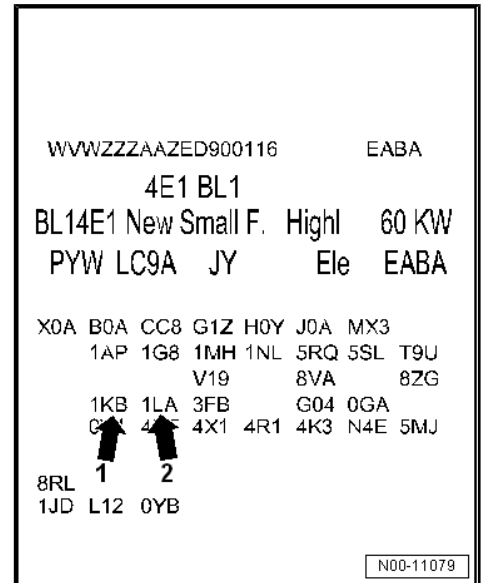 WVWZZZAAZED900116 EABA
4E1 BL1
BL14E1 New Small F. Highl 60 KW
PYW LC9A JY Ele EABA
X0A B0A CC8 G1Z H0Y J0A MX3
1AP 1G8 1MH 1NL 5RQ 5SL T9U
V19 8VA 8ZG
1KB 1LA 3FB G04 0GA
4X1 4R1 4K3 N4E 5MJ
1 2
8RL
1JD L12 0YB
N00-11079